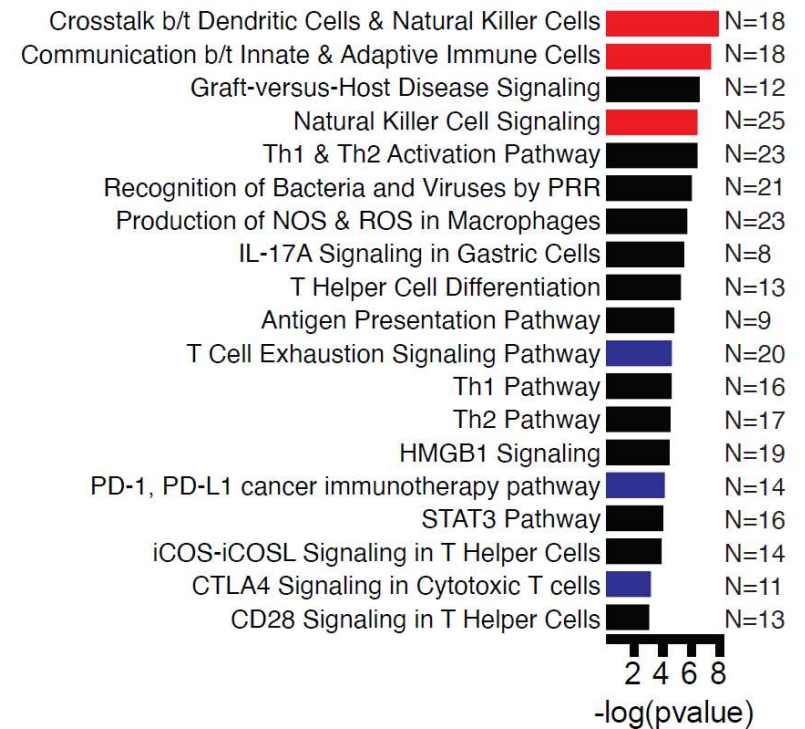 Crosstalk b/t Dendritic Cells & Natural Killer Cells N=18
Communication b/t Innate & Adaptive Immune Cells N=18
Graft-versus-Host Disease Signaling N=12
Natural Killer Cell Signaling N=25
Th1 & Th2 Activation Pathway N=23
Recognition of Bacteria and Viruses by PRR N=21
Production of NOS & ROS in Macrophages N=23
IL-17A Signaling in Gastric Cells N=8
T Helper Cell Differentiation N=13
Antigen Presentation Pathway N=9
T Cell Exhaustion Signaling Pathway N=20
Th1 Pathway N=16
Th2 Pathway N=17
HMGB1 Signaling N=19
PD-1, PD-L1 cancer immunotherapy pathway N=14
STAT3 Pathway N=16
iCOS-iCOSL Signaling in T Helper Cells N=14
CTLA4 Signaling in Cytotoxic T cells N=11
CD28 Signaling in T Helper Cells N=13
2 4 6 8
-log(pvalue)